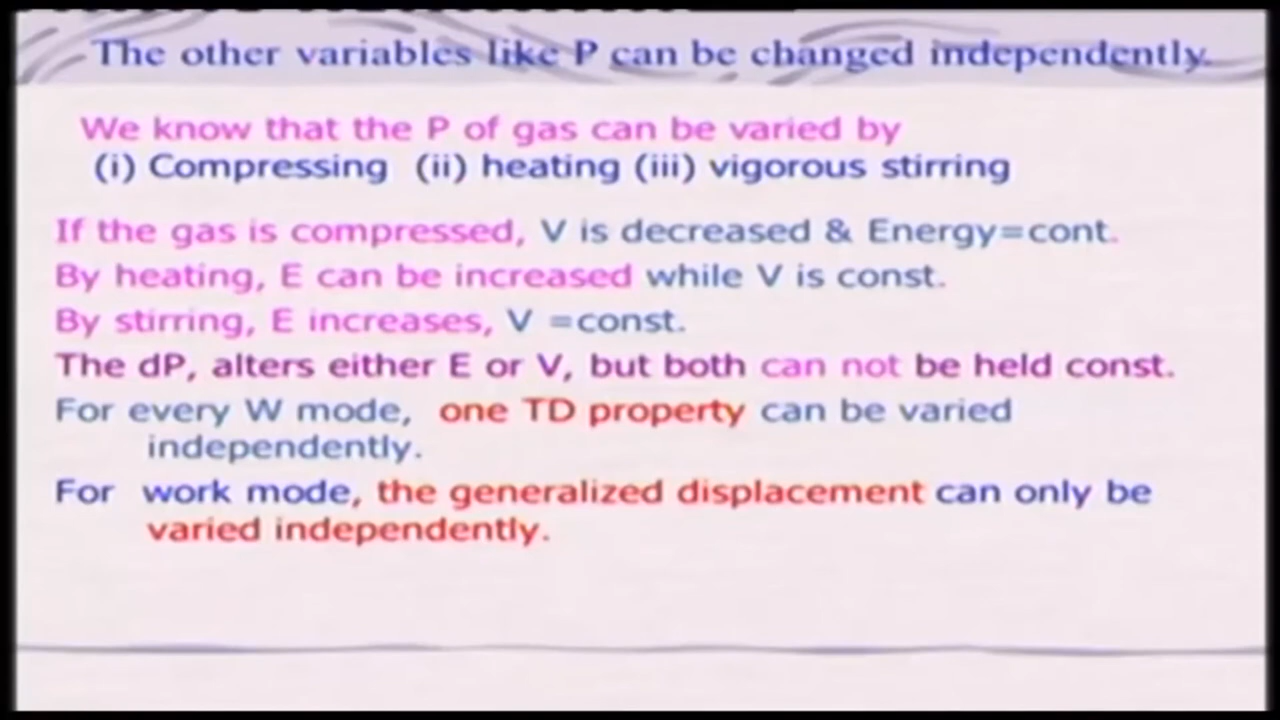 The other variables like P can be changed independently.
We know that the P of gas can be varied by
(i) Compressing (ii) heating (iii) vigorous stirring
If the gas is compressed, V is decreased & Energy=cont.
By heating, E can be increased while V is const.
By stirring, E increases, V =const.
The dP, alters either E or V, but both can not be held const.
For every W mode, one TD property can be varied
independently.
For work mode, the generalized displacement can only be
varied independently.